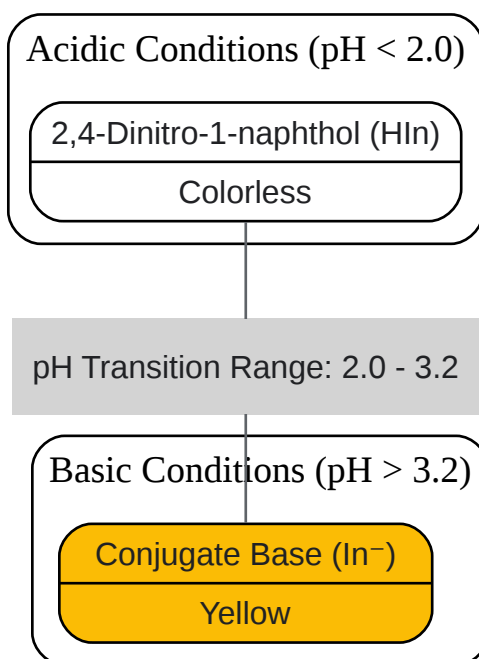 Acidic Conditions (pH < 2.0)
2,4-Dinitro-1-naphthol (HIn)
Colorless
pH Transition Range: 2.0 - 3.2
Basic Conditions (pH > 3.2)
Conjugate Base (In⁻)
Yellow